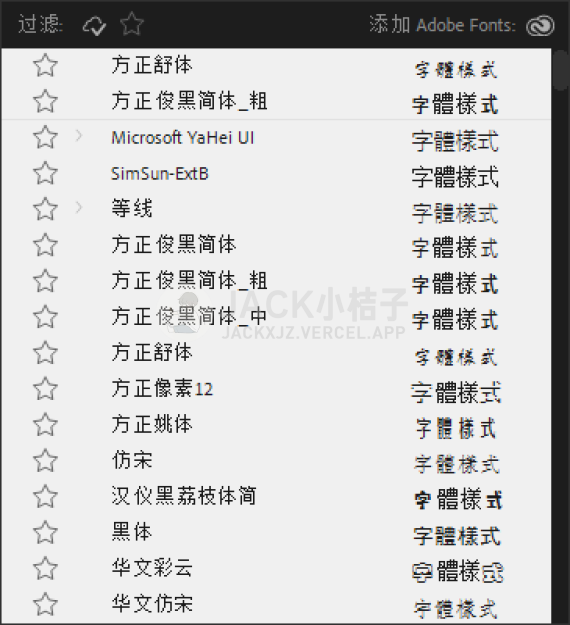 过滤: 添加 Adobe Fonts:
方正舒体 字體樣式
方正俊黑简体_粗 字體樣式
Microsoft YaHei UI 字體樣式
SimSun-ExtB 字體樣式
等线 字體樣式
方正俊黑简体 字體樣式
方正俊黑简体_粗 字體樣式
JACK小桔子
方正俊黑简体_中 字體樣式
JACKXJZ.VERCEL.APP
方正舒体 字體樣式
方正像素12 字體樣式
方正姚体 字體樣式
仿宋 字體樣式
汉仪黑荔枝体简 字體樣式
黑体 字體樣式
华文彩云 字體樣式
华文仿宋 字體樣式